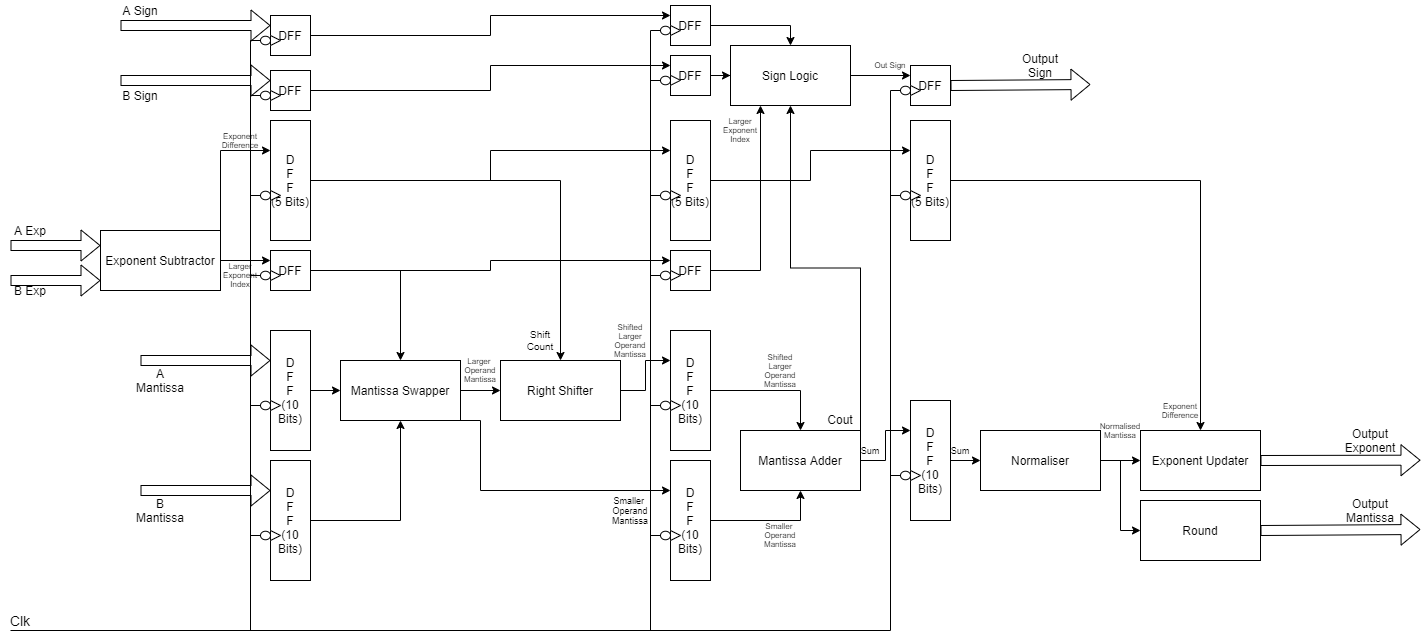 A Sign
DFF
DFF
B Sign
DFF
DFF
Sign Logic
Out Sign
DFF
Output
Sign
Exponent
Difference
D
F
F
(5 Bits)
D
F
F
(5 Bits)
Larger
Exponent
Index
D
F
F
(5 Bits)
A Exp
B Exp
Exponent Subtractor
Larger
Exponent
Index
DFF
DFF
A
Mantissa
D
F
F
(10
Bits)
Mantissa Swapper
Larger
Operand
Mantissa
Shift
Count
Right Shifter
Shifted
Larger
Operand
Mantissa
D
F
F
(10
Bits)
Shifted
Larger
Operand
Mantissa
B
Mantissa
D
F
F
(10
Bits)
Smaller
Operand
Mantissa
D
F
F
(10
Bits)
Smaller
Operand
Mantissa
Cout
Mantissa Adder
Sum
D
F
F
(10
Bits)
Sum
Normaliser
Normalised
Mantissa
Exponent
Difference
Exponent Updater
Output
Exponent
Round
Output
Mantissa
Clk